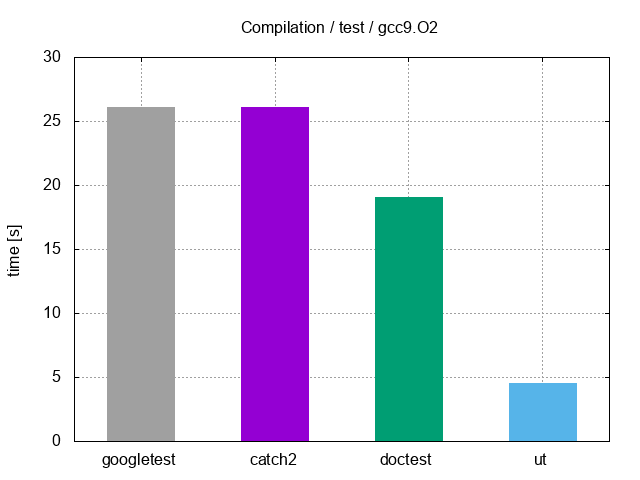 Compilation / test / gcc9.O2
30
25
20
15
10
5
0
time [s]
googletest
catch2
doctest
ut